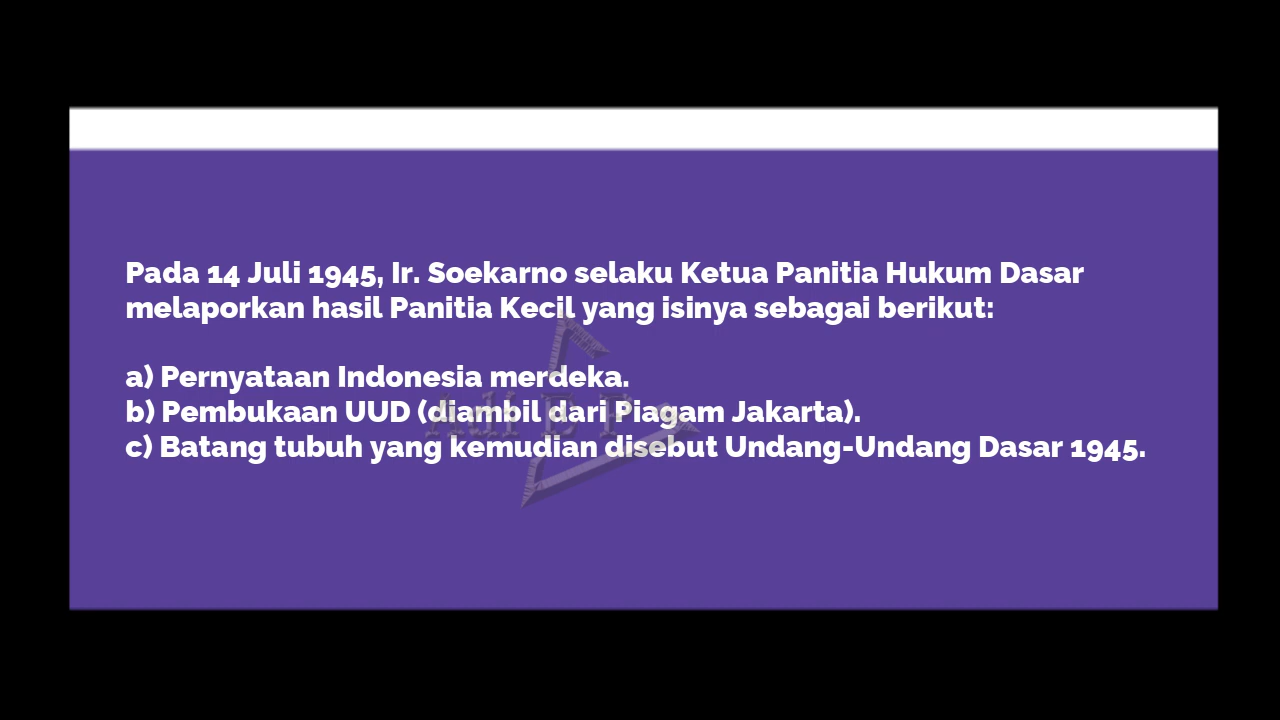 Pada 14 Juli 1945, Ir. Soekarno selaku Ketua Panitia Hukum Dasar
melaporkan hasil Panitia Kecil yang isinya sebagai berikut:
a) Pernyataan Indonesia merdeka.
b) Pembukaan UUD (diambil dari Piagam Jakarta).
c) Batang tubuh yang kemudian disebut Undang-Undang Dasar 1945.